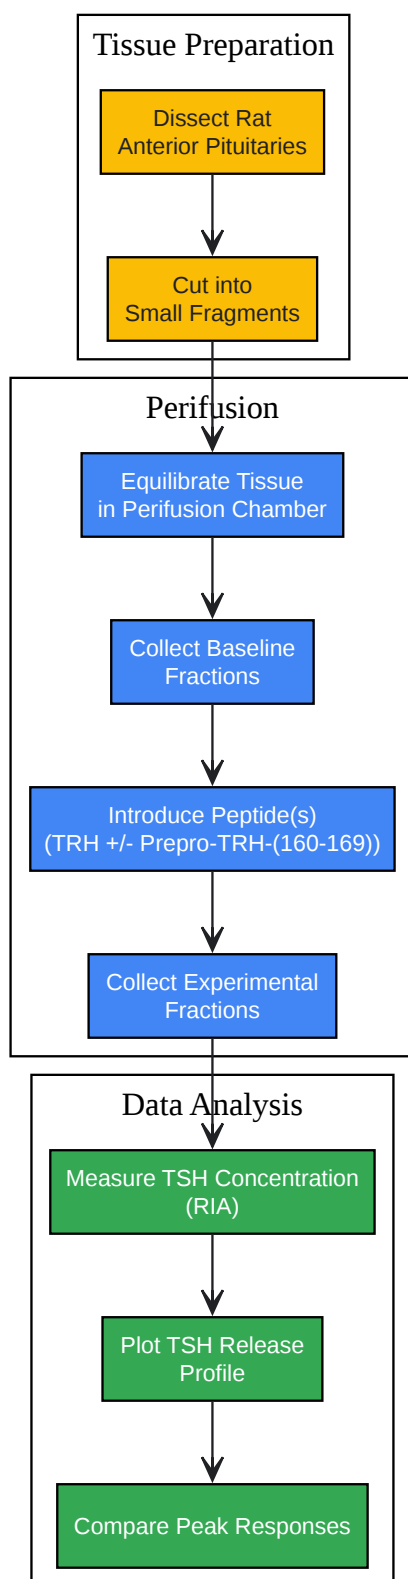 Tissue Preparation
Dissect Rat
Anterior Pituitaries
Cut into
Small Fragments
Perifusion
Equilibrate Tissue
in Perifusion Chamber
Collect Baseline
Fractions
Introduce Peptide(s)
(TRH +/- Prepro-TRH-(160-169))
Collect Experimental
Fractions
Data Analysis
Measure TSH Concentration
(RIA)
Plot TSH Release
Profile
Compare Peak Responses